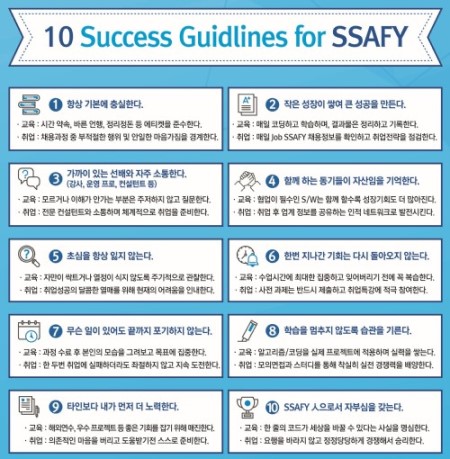 10 Success Guidlines for SSAFY
1 항상 기본에 충실한다.
· 교육 : 시간 약속, 바른 언행, 정리정돈 등 에티켓을 준수한다.
· 취업 : 채용과정 중 부적절한 행위 및 안일한 마음가짐을 경계한다.
2 작은 성장이 쌓여 큰 성공을 만든다.
· 교육 : 매일 코딩하고 학습하며, 결과물은 정리하고 기록한다.
· 취업 : 매일 Job SSAFY 채용정보를 확인하고 취업전략을 점검한다.
3 가까이 있는 선배와 자주 소통한다.
(강사, 운영 프로, 컨설턴트 등)
· 교육 : 모르거나 이해가 안가는 부분은 주저하지 않고 질문한다.
· 취업 : 전문 컨설턴트와 소통하며 체계적으로 취업을 준비한다.
4 함께 하는 동기들이 자산임을 기억한다.
· 교육 : 협업이 필수인 S/W는 함께 할수록 성장기회도 더 많아진다.
· 취업 : 취업 후 업계 정보를 공유하는 인적 네트워크로 발전시킨다.
5 초심을 항상 잃지 않는다.
· 교육 : 자만이 싹트거나 열정이 식지 않도록 주기적으로 관찰한다.
· 취업 : 취업성공의 달콤한 열매를 위해 현재의 어려움을 인내한다.
6 한번 지나간 기회는 다시 돌아오지 않는다.
· 교육 : 수업시간에 최대한 집중하고 잊어버리기 전에 꼭 복습한다.
· 취업 : 사전 과제는 반드시 제출하고 취업특강에 적극 참여한다.
7 무슨 일이 있어도 끝까지 포기하지 않는다.
· 교육 : 과정 수료 후 본인의 모습을 그려보고 목표에 집중한다.
· 취업 : 한 두번 취업에 실패하더라도 좌절하지 않고 지속 도전한다.
8 학습을 멈추지 않도록 습관을 기른다.
· 교육 : 알고리즘/코딩을 실제 프로젝트에 적용하며 실력을 쌓는다.
· 취업 : 모의면접과 스터디를 통해 착실히 실전 경쟁력을 배양한다.
9 타인보다 내가 먼저 더 노력한다.
· 교육 : 해외연수, 우수 프로젝트 등 좋은 기회를 잡기 위해 매진한다.
· 취업 : 의존적인 마음을 버리고 도움받기전 스스로 준비한다.
10 SSAFY 人으로서 자부심을 갖는다.
· 교육 : 한 줄의 코드가 세상을 바꿀 수 있다는 사실을 명심한다.
· 취업 : 요행을 바라지 않고 정정당당하게 경쟁해서 승리한다.